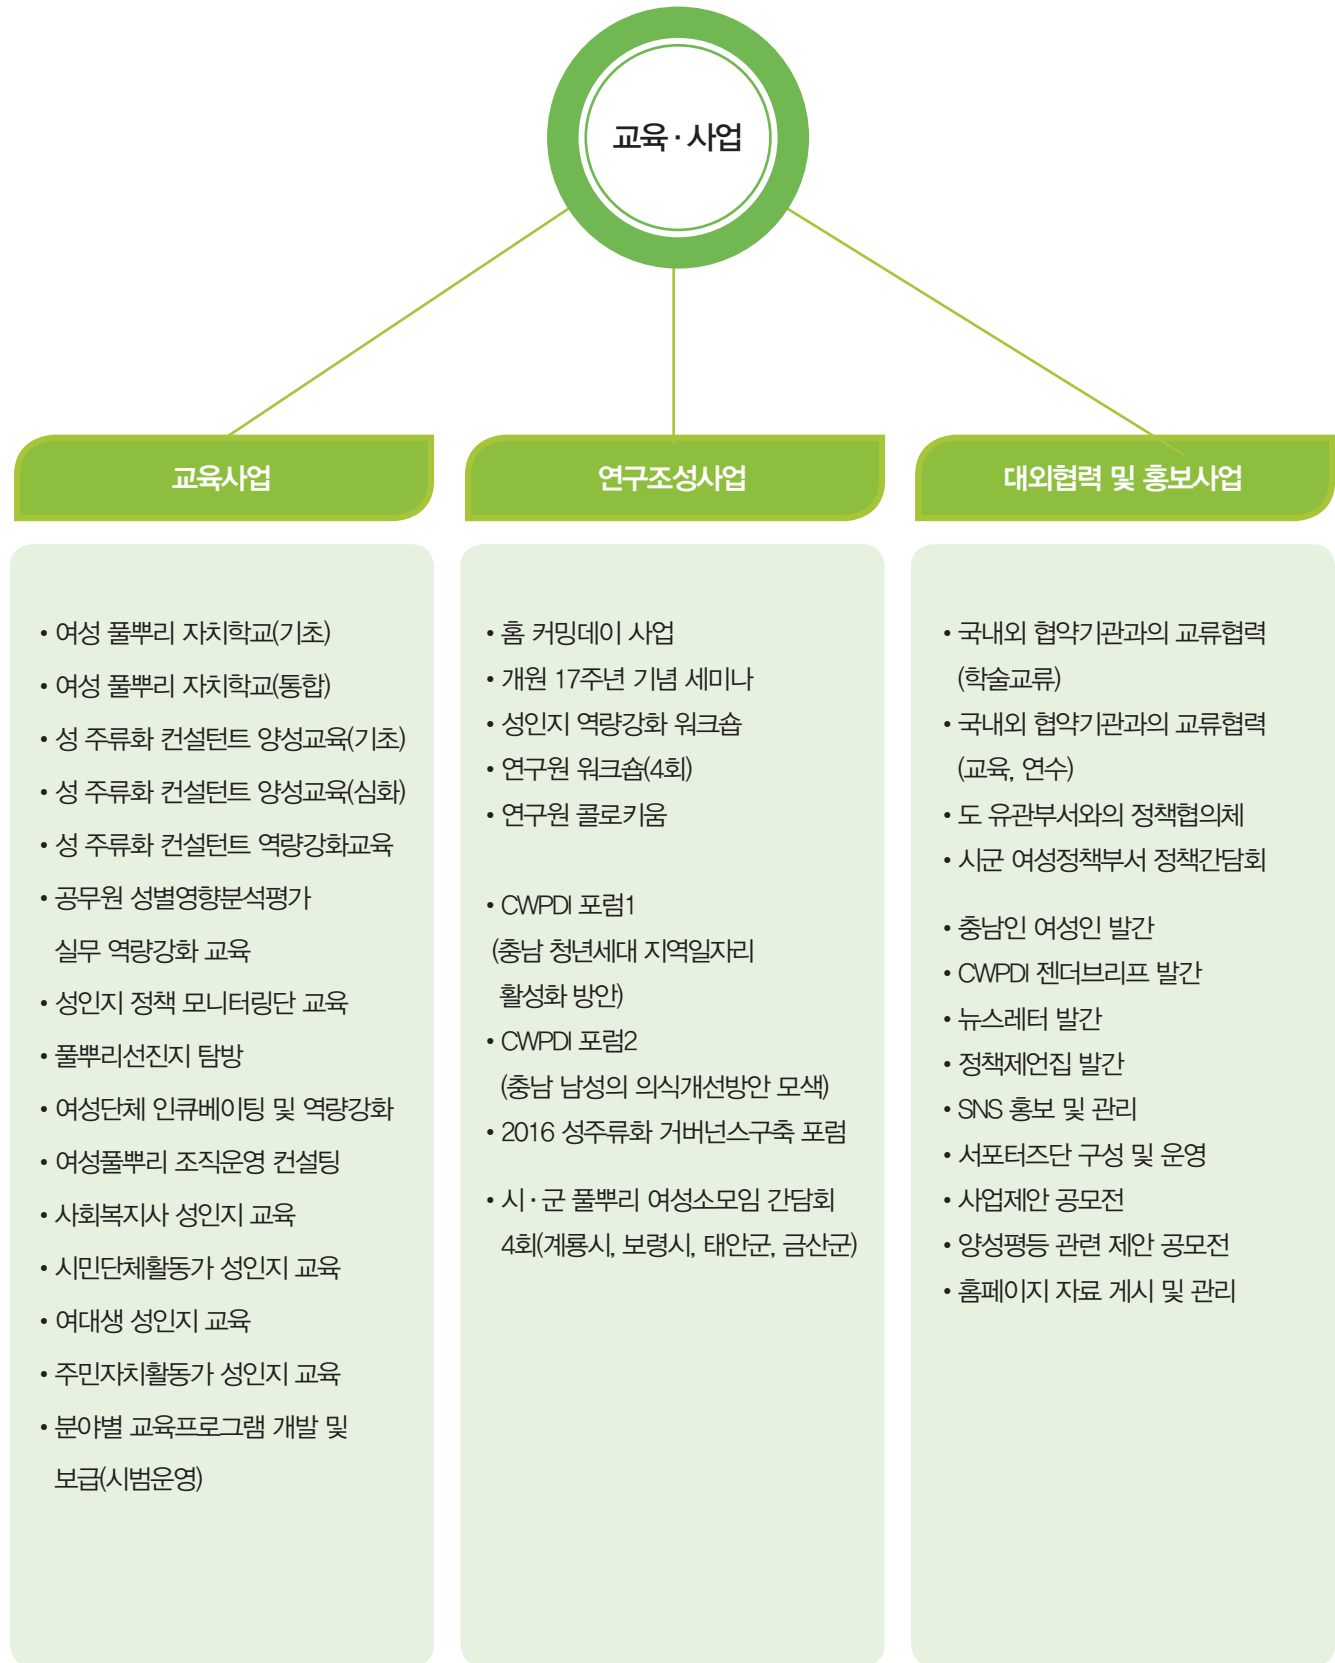 교육 · 사업
교육사업
• 여성 풀뿌리 자치학교(기초)
• 여성 풀뿌리 자치학교(통합)
• 성 주류화 컨설턴트 양성교육(기초)
• 성 주류화 컨설턴트 양성교육(심화)
• 성 주류화 컨설턴트 역량강화교육
• 공무원 성별영향분석평가
실무 역량강화 교육
• 성인지 정책 모니터링단 교육
• 풀뿌리선진지 탐방
• 여성단체 인큐베이팅 및 역량강화
• 여성풀뿌리 조직운영 컨설팅
• 사회복지사 성인지 교육
• 시민단체활동가 성인지 교육
• 여대생 성인지 교육
• 주민자치활동가 성인지 교육
• 분야별 교육프로그램 개발 및
보급(시범운영)
연구조성사업
• 홈 커밍데이 사업
• 개원 17주년 기념 세미나
• 성인지 역량강화 워크숍
• 연구원 워크숍(4회)
• 연구원 콜로키움
• CWPDI 포럼1
(충남 청년세대 지역일자리
활성화 방안)
• CWPDI 포럼2
(충남 남성의 의식개선방안 모색)
• 2016 성주류화 거버넌스구축 포럼
• 시 · 군 풀뿌리 여성소모임 간담회
4회(계룡시, 보령시, 태안군, 금산군)
대외협력 및 홍보사업
• 국내외 협약기관과의 교류협력
(학술교류)
• 국내외 협약기관과의 교류협력
(교육, 연수)
• 도 유관부서와의 정책협의체
• 시군 여성정책부서 정책간담회
• 충남인 여성인 발간
• CWPDI 젠더브리프 발간
• 뉴스레터 발간
• 정책제언집 발간
• SNS 홍보 및 관리
• 서포터즈단 구성 및 운영
• 사업제안 공모전
• 양성평등 관련 제안 공모전
• 홈페이지 자료 게시 및 관리